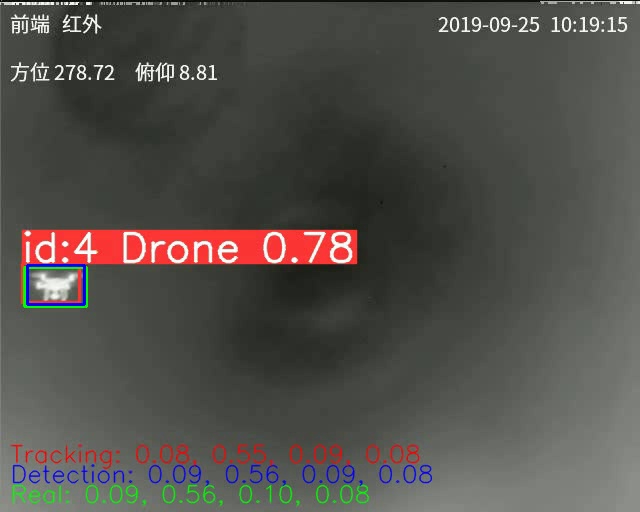 前端 红外 2019-09-25 10:19:15
方位 278.72 俯仰 8.81
id:4 Drone 0.78
Tracking: 0.08, 0.55, 0.09, 0.08
Detection: 0.09, 0.56, 0.09, 0.08
Real: 0.09, 0.56, 0.10, 0.08